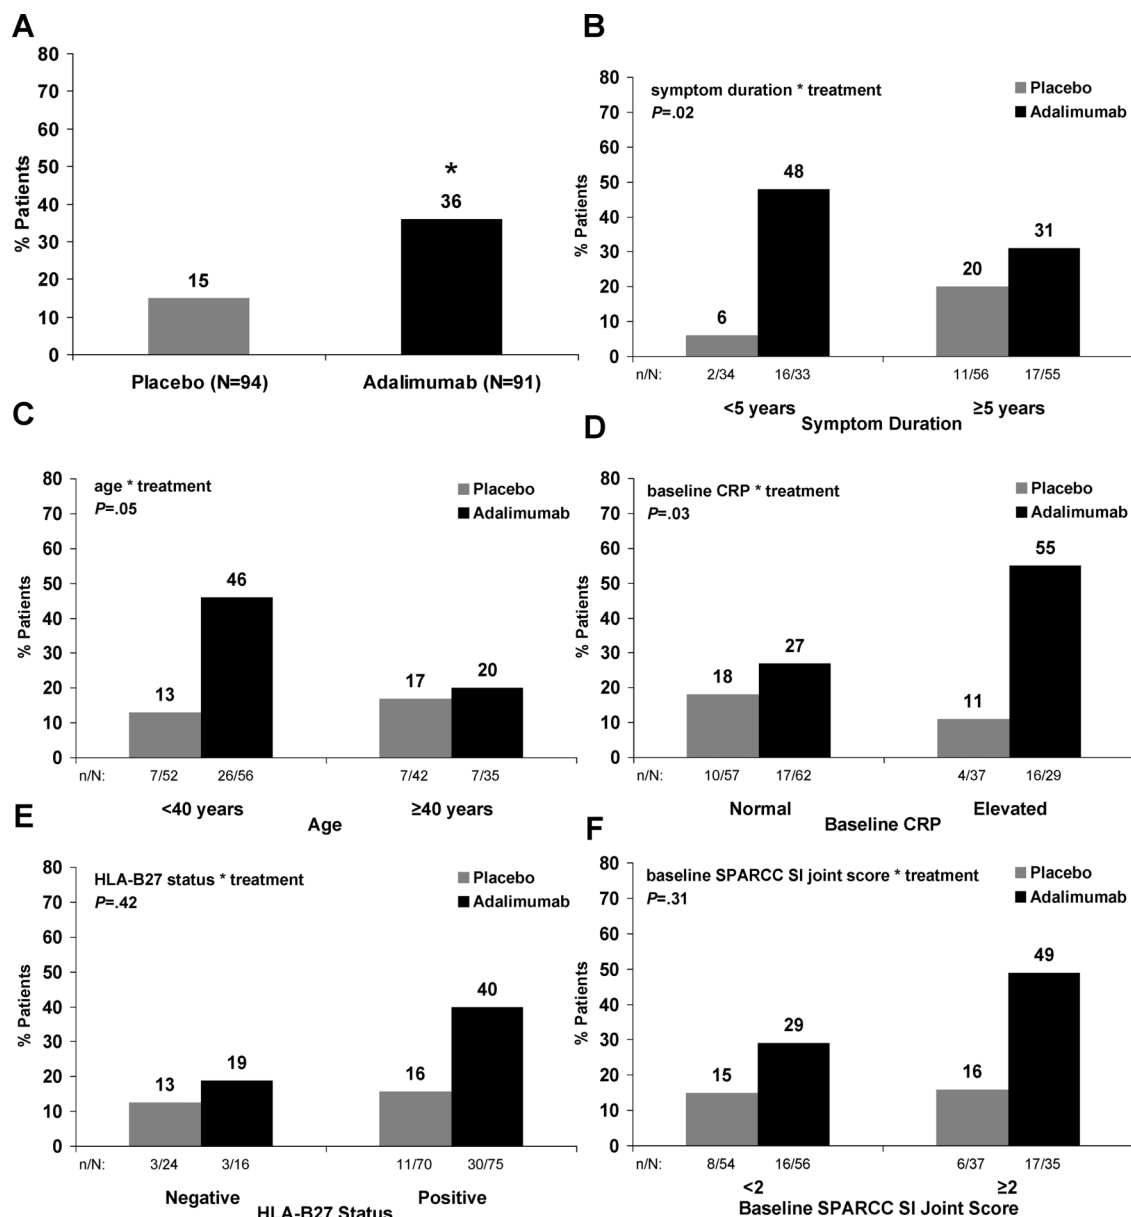 A
80
70
60
50
40
30
20
10
0
% Patients
15
*
36
Placebo (N=94)
Adalimumab (N=91)
B
80
70
60
50
40
30
20
10
0
% Patients
symptom duration * treatment
P=.02
Placebo
Adalimumab
6
48
20
31
n/N:
2/34
16/33
11/56
17/55
<5 years
≥5 years
Symptom Duration
C
80
70
60
50
40
30
20
10
0
% Patients
age * treatment
P=.05
Placebo
Adalimumab
13
46
17
20
n/N:
7/52
26/56
7/42
7/35
<40 years
≥40 years
Age
D
80
70
60
50
40
30
20
10
0
% Patients
baseline CRP * treatment
P=.03
Placebo
Adalimumab
18
27
11
55
n/N:
10/57
17/62
4/37
16/29
Normal
Elevated
Baseline CRP
E
80
70
60
50
40
30
20
10
0
% Patients
HLA-B27 status * treatment
P=.42
Placebo
Adalimumab
13
19
16
40
n/N:
3/24
3/16
11/70
30/75
Negative
Positive
HLA-B27 Status
F
80
70
60
50
40
30
20
10
0
% Patients
baseline SPARCC SI joint score * treatment
P=.31
Placebo
Adalimumab
15
29
16
49
n/N:
8/54
16/56
6/37
17/35
<2
≥2
Baseline SPARCC SI Joint Score